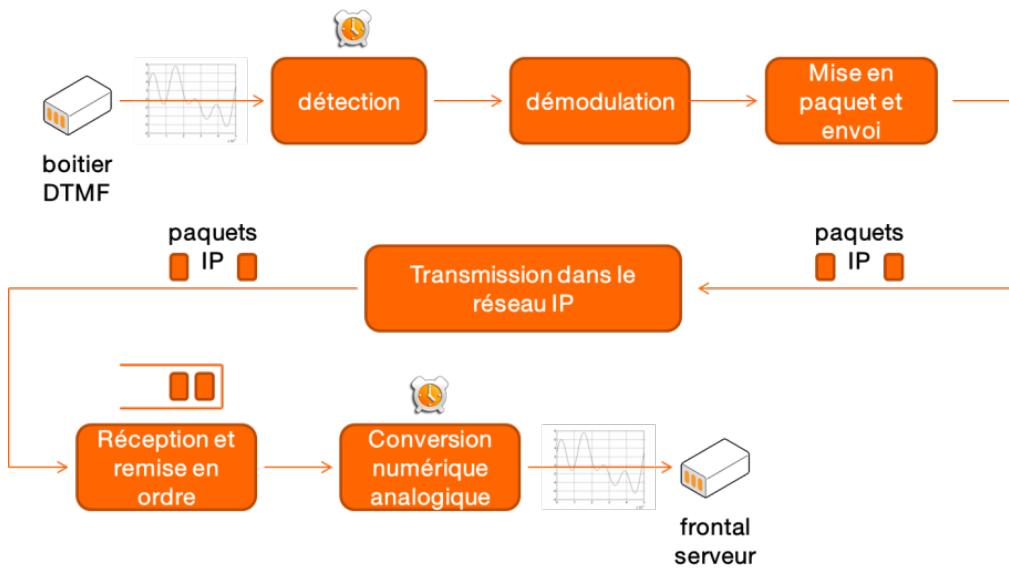 détection
démodulation
Mise en
paquet et
envoi
boitier
DTMF
paquets
IP
Transmission dans le
réseau IP
paquets
IP
Réception et
remise en
ordre
Conversion
numérique
analogique
frontal
serveur